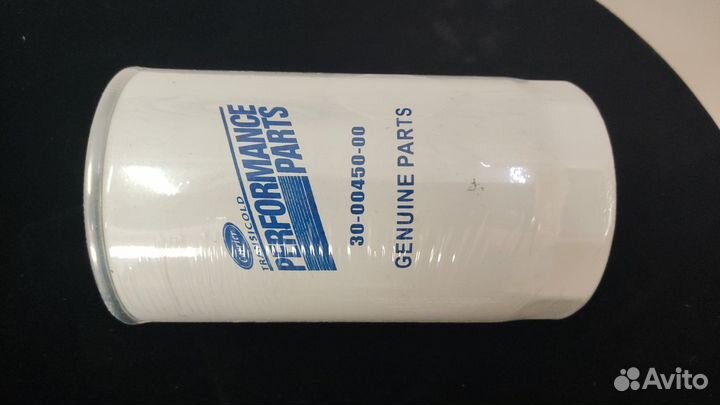 Carrier
TRANSICOLD
PERFORMANCE
PARTS
30-00450-00
GENUINE PARTS
Avito